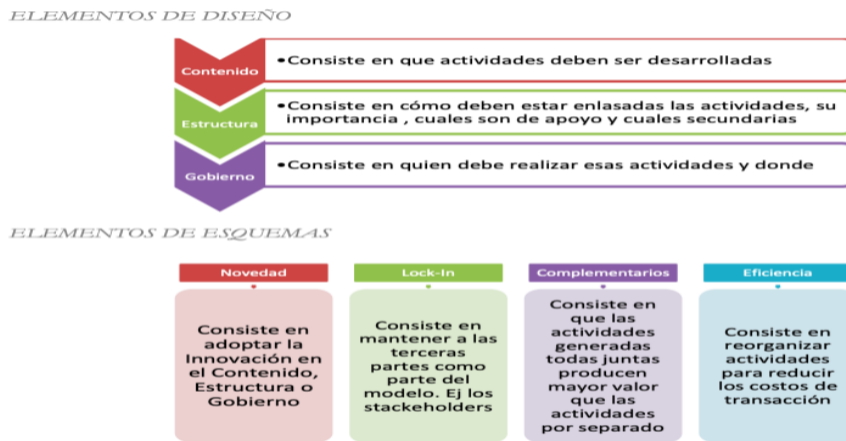 ELEMENTOS DE DISEÑO
Contenido
•Consiste en que actividades deben ser desarrolladas
Estructura
•Consiste en cómo deben estar enlasadas las actividades, su
importancia , cuales son de apoyo y cuales secundarias
Gobierno
•Consiste en quien debe realizar esas actividades y donde
ELEMENTOS DE ESQUEMAS
Novedad
Consiste en
adoptar la
Innovación en
el Contenido,
Estructura o
Gobierno
Lock-In
Consiste en
mantener a las
terceras
partes como
parte del
modelo. Ej los
stackeholders
Complementarios
Consiste en
que las
actividades
generadas
todas juntas
producen
mayor valor
que las
actividades
por separado
Eficiencia
Consiste en
reorganizar
actividades
para reducir
los costos de
transacción